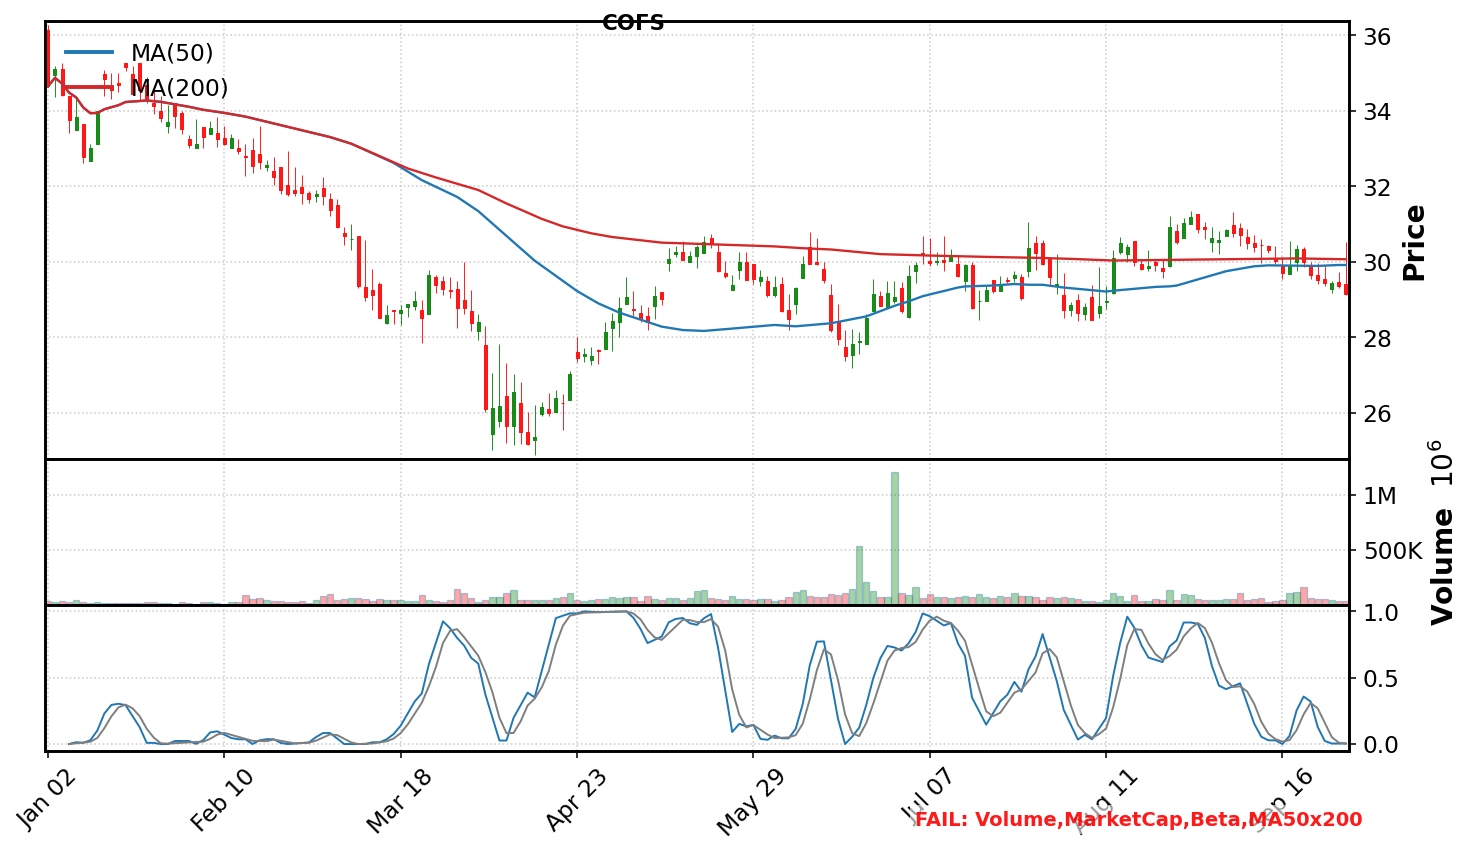 COFS
MA(50)
MA(200)
36
34
32
30
28
26
Price
1M
500K
Volume 10^6
1.0
0.5
0.0
Jan 02
Feb 10
Mar 18
Apr 23
May 29
Jul 07
Aug 11
Sep 16
FAIL: Volume,MarketCap,Beta,MA50x200